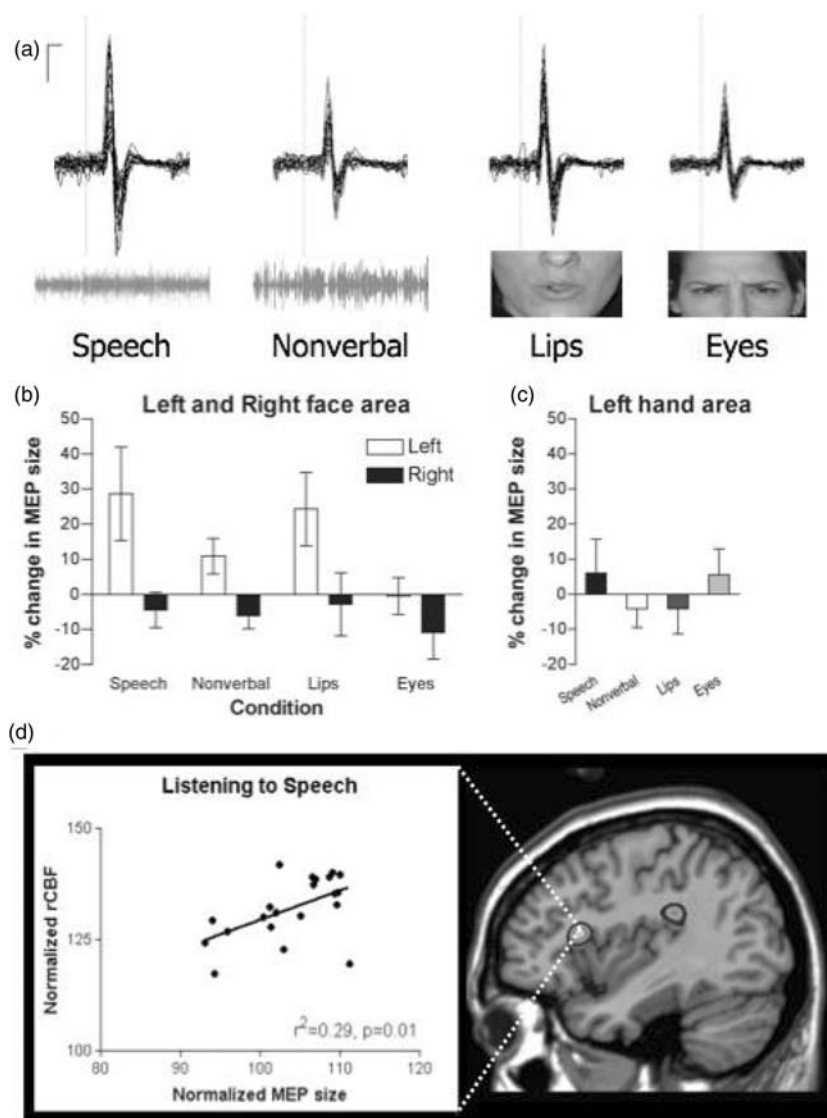 (a)
Speech Nonverbal Lips Eyes
(b)
Left and Right face area
% change in MEP size
50
40
30
20
10
0
-10
-20
Left
Right
Speech Nonverbal Lips Eyes
Condition
(c)
Left hand area
% change in MEP size
50
40
30
20
10
0
-10
-20
Speech Nonverbal Lips Eyes
(d)
Listening to Speech
Normalized rCBF
150
125
100
r²=0.29, p=0.01
80 90 100 110 120
Normalized MEP size